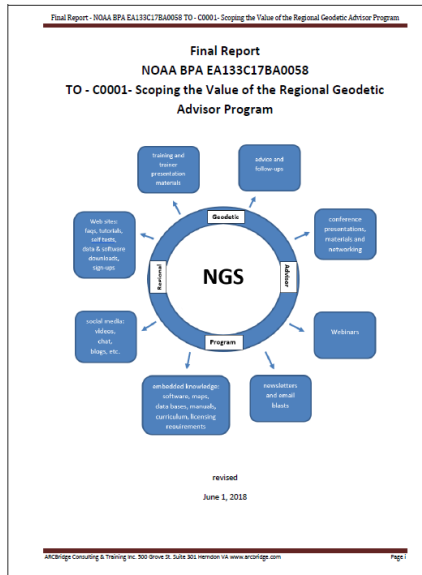 Final Report - NOAA BPA EA133C17BA0058 TO - C0001- Scoping the Value of the Regional Geodetic Advisor Program
Final Report
NOAA BPA EA133C17BA0058
TO - C0001- Scoping the Value of the Regional Geodetic
Advisor Program
training and
trainer
presentation
materials
advice and
follow-ups
Web sites:
faqs, tutorials,
self tests,
data & software
downloads,
sign-ups
conference
presentations,
materials and
networking
Geodetic
Regional
NGS
Advisor
Program
social media:
videos,
chat,
blogs, etc.
Webinars
embedded knowledge:
software, maps,
data bases, manuals,
curriculum, licensing
requirements
newsletters
and email
blasts
revised
June 1, 2018
ARCBridge Consulting & Training Inc. 500 Grove St. Suite 301 Herndon VA www.arcbridge.com Page i